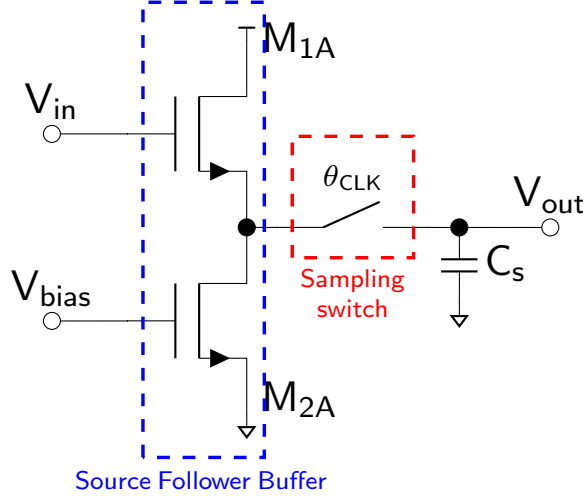 M1A
Vin
θCLK
Vout
Sampling
switch
Cs
Vbias
M2A
Source Follower Buffer